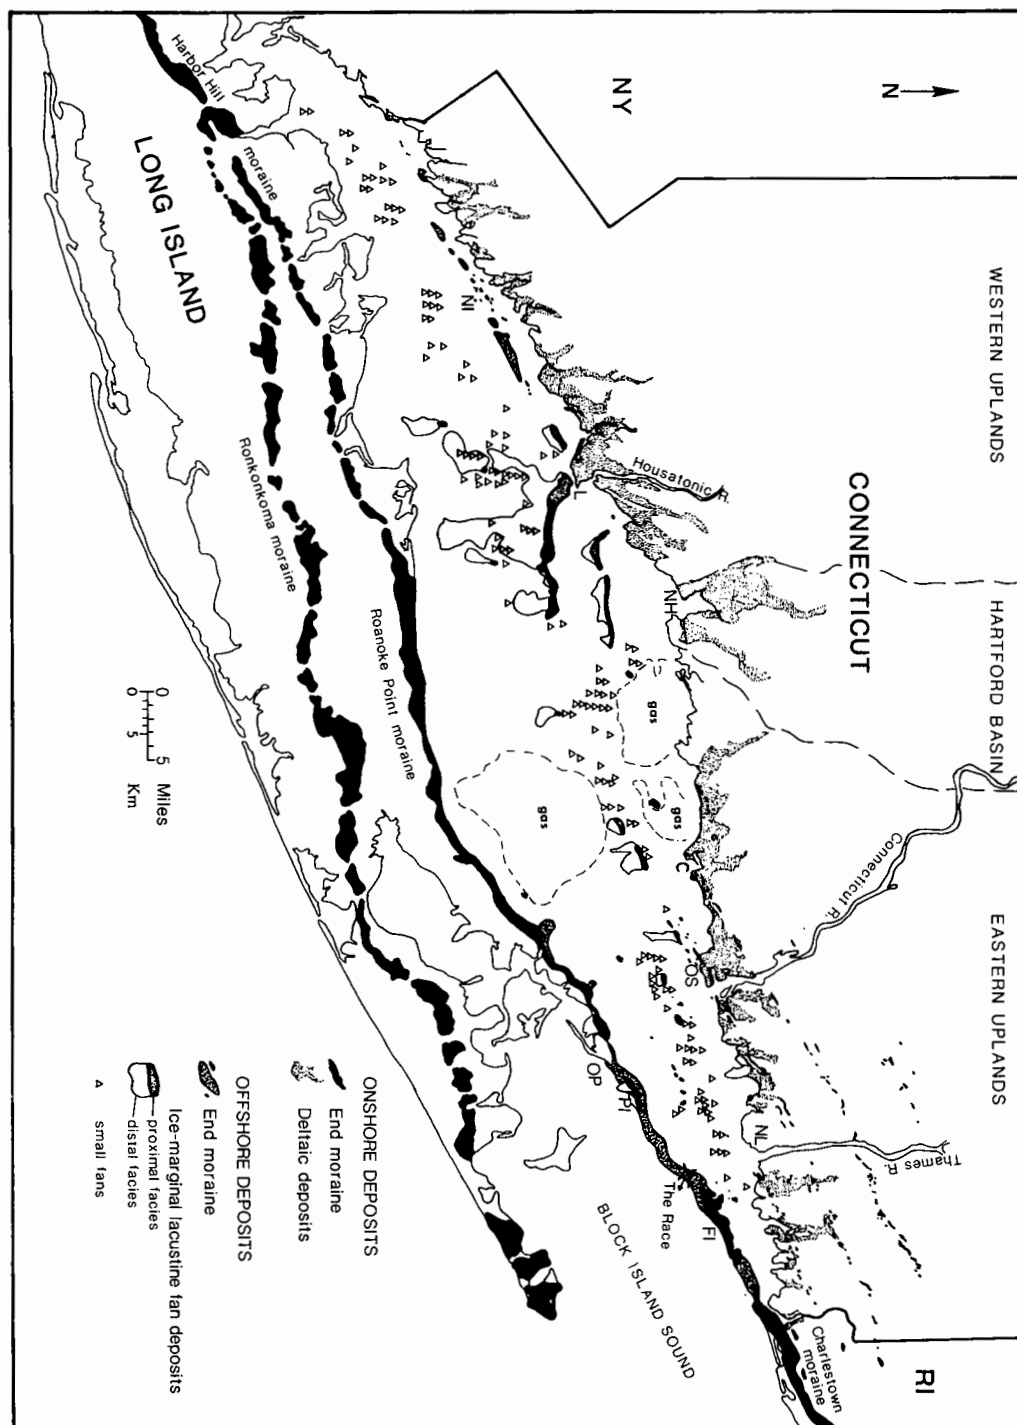 NY
N
CONNECTICUT
RI
WESTERN UPLANDS
HARTFORD BASIN
EASTERN UPLANDS
Housatonic R.
Connecticut R.
Thames R.
NI
L
NH
C
OS
NL
gas
gas
gas
OP
PI
The Race
FI
Charlestown
moraine
BLOCK ISLAND SOUND
Harbor Hill
moraine
LONG ISLAND
Ronkonkoma moraine
Roanoke Point moraine
0 5 Miles
0 5 Km
ONSHORE DEPOSITS
End moraine
Deltaic deposits
OFFSHORE DEPOSITS
End moraine
Ice-marginal lacustine fan deposits
proximal facies
distal facies
small fans